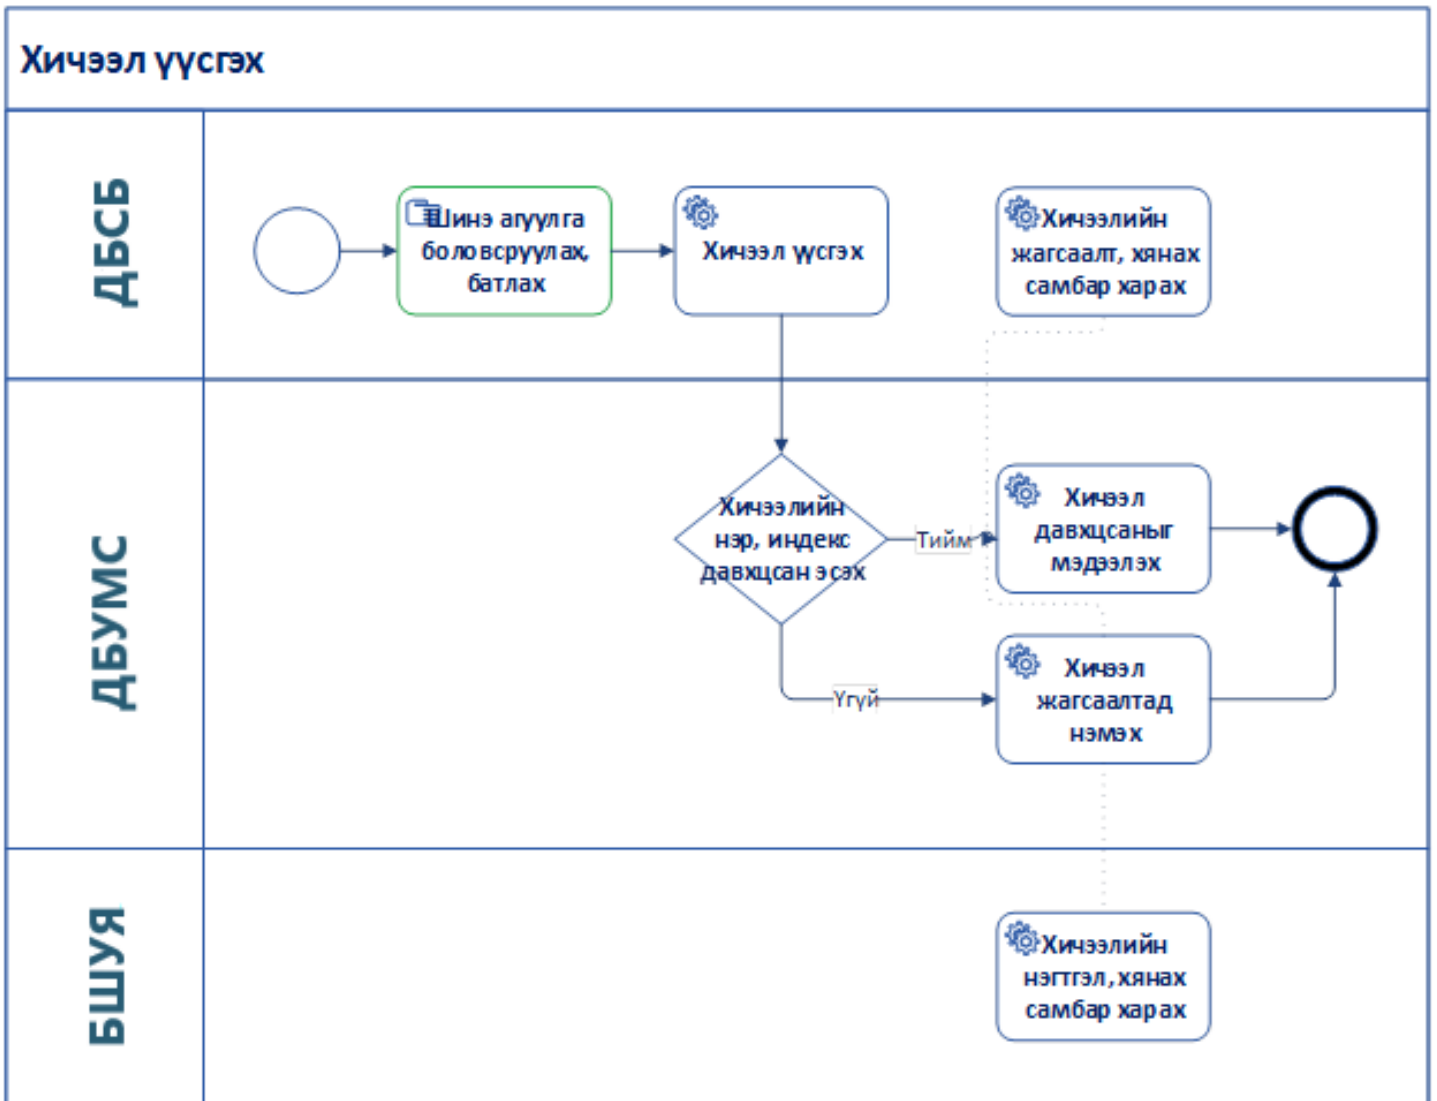 Хичээл үүсгэх
ДБСБ
Шинэ агуулга
боловсруулах,
батлах
Хичээл үүсгэх
Хичээлийн
жагсаалт, хянах
самбар харах
ДБУМС
Хичээлийн
нэр, индекс
давхцсан эсэх
Тийм
Хичээл
давхцсаныг
мэдээлэх
Үгүй
Хичээл
жагсаалтад
нэмэх
БШУЯ
Хичээлийн
нэгтгэл, хянах
самбар харах